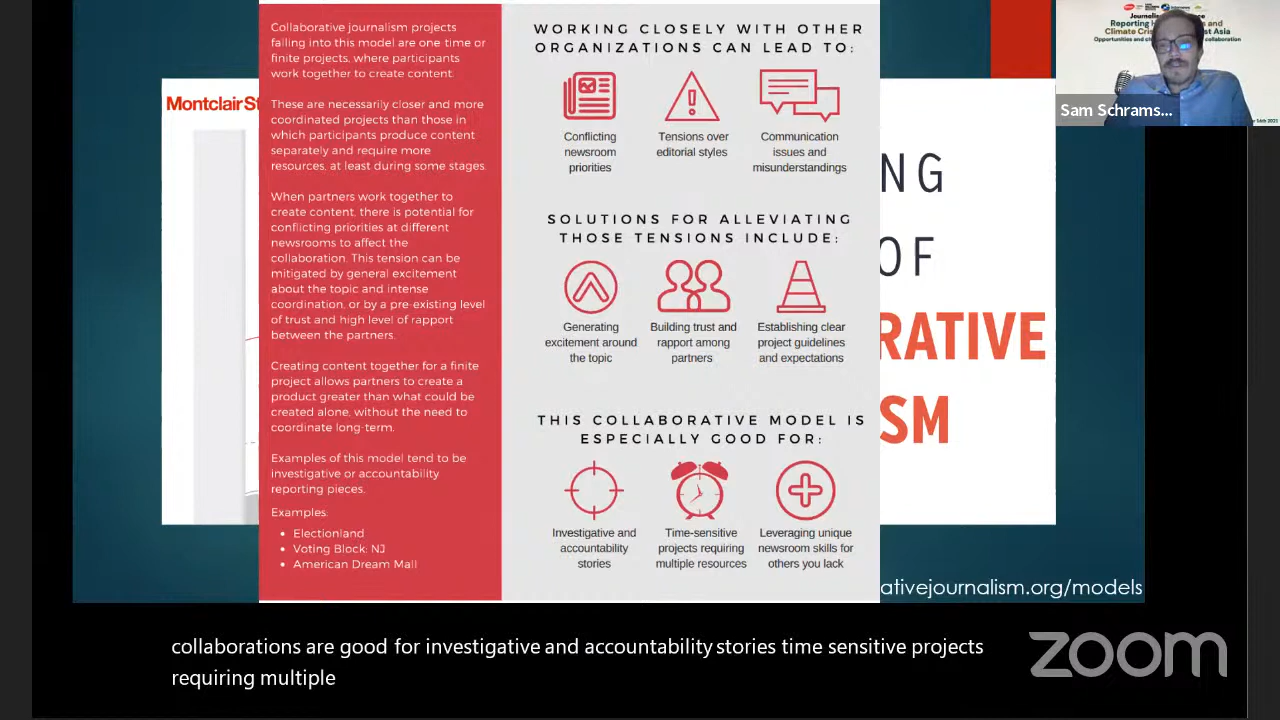 Collaborative journalism projects
falling into this model are one time or
finite projects, where participants
work together to create content.
These are necessarily closer and more
coordinated projects than those in
which participants produce content
separately and require more
resources, at least during some stages.
When partners work together to
create content, there is potential for
conflicting priorities at different
newsrooms to affect the
collaboration. This tension can be
mitigated by general excitement
about the topic and intense
coordination, or by a pre-existing level
of trust and high level of rapport
between the partners.
Creating content together for a finite
project allows partners to create a
product greater than what could be
created alone, without the need to
coordinate long-term.
Examples of this model tend to be
investigative or accountability
reporting pieces.
Examples:
• Electionland
• Voting Block: NJ
• American Dream Mall
WORKING CLOSELY WITH OTHER
ORGANIZATIONS CAN LEAD TO:
Conflicting
newsroom
priorities
Tensions over
editorial styles
Communication
issues and
misunderstandings
SOLUTIONS FOR ALLEVIATING
THOSE TENSIONS INCLUDE:
Generating
excitement around
the topic
Building trust and
rapport among
partners
Establishing clear
project guidelines
and expectations
THIS COLLABORATIVE MODEL IS
ESPECIALLY GOOD FOR:
Investigative and
accountability
stories
Time-sensitive
projects requiring
multiple resources
Leveraging unique
newsroom skills for
others you lack
Montclair St
NG
OF
RATIVE
SM
ativejournalism.org/models
Reporting H
Climate Cris
Sam Schrams...
collaborations are good for investigative and accountability stories time sensitive projects
requiring multiple
zoom